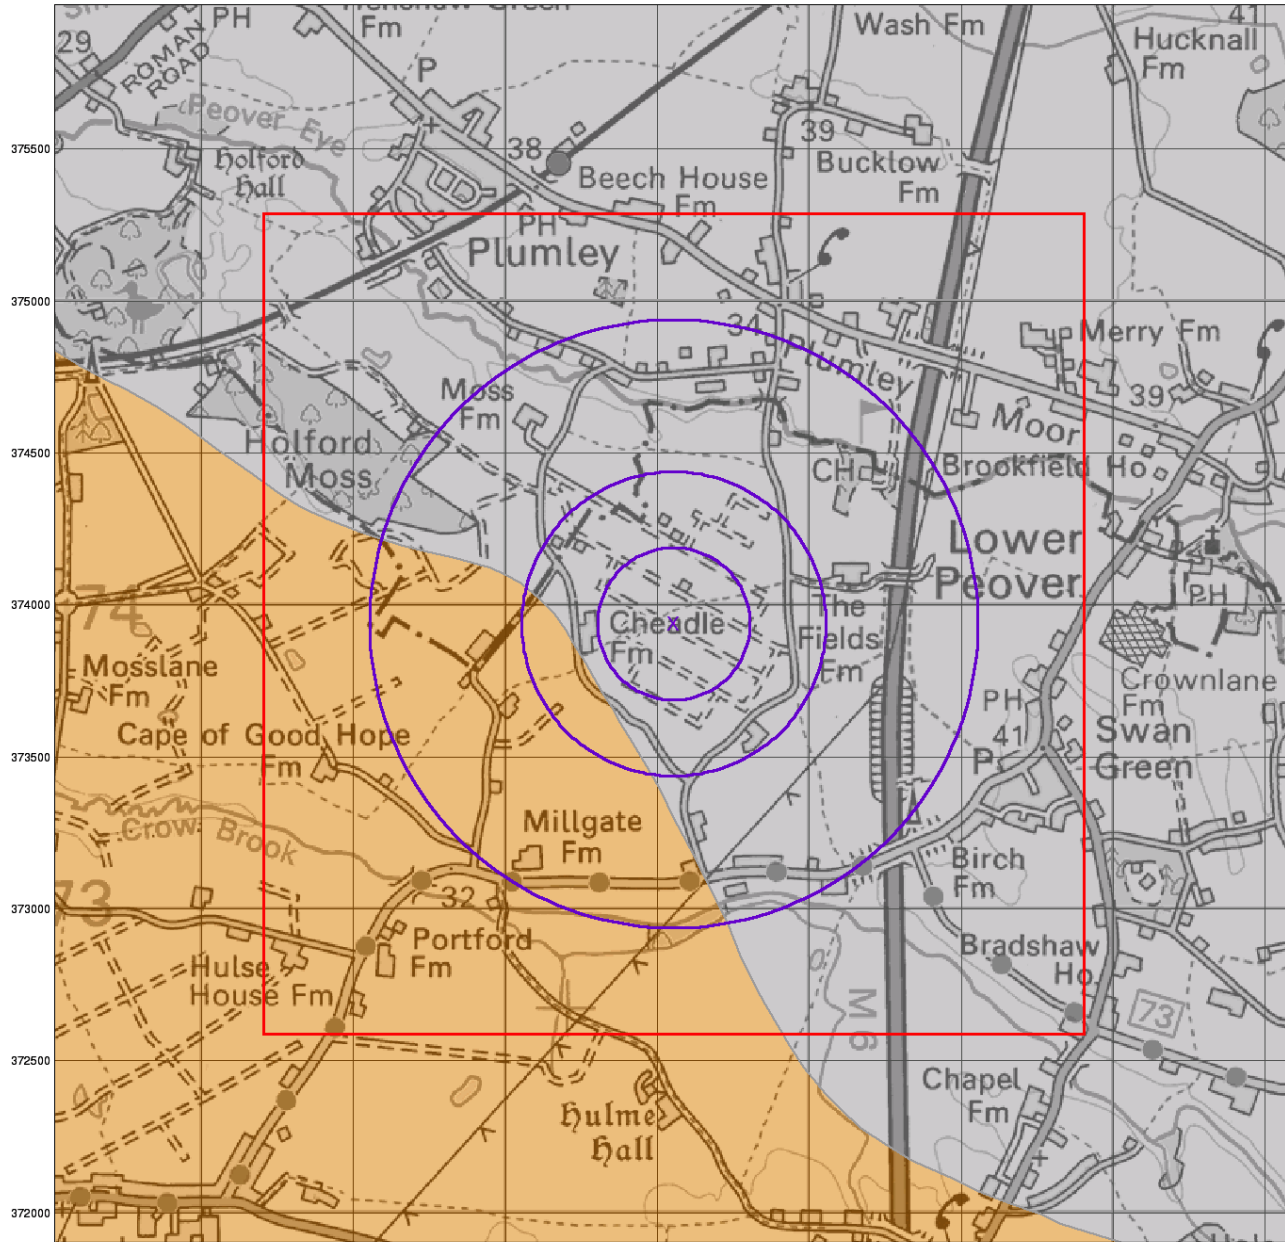 Henshaw Green
Fm
PH
41
29
ROMAN
ROAD
P
Wash Fm
Hucknall
Fm
Peover Eye
39
375500
38
Holford
Hall
Beech House
Fm
Bucklow
Fm
PH
Plumley
375000
34
Plumley
Merry Fm
Moss
Fm
39
Moor
374500
Holford
Moss
CH
Brookfield Ho
Lower
Peover
74
PH
374000
Cheadle
Fm
x
The
Fields
Fm
Mosslane
Fm
Crownlane
Fm
PH
41
Cape of Good Hope
Fm
Swan
Green
373500
P
Crow Brook
Millgate
Fm
Birch
Fm
73
32
373000
Portford
Fm
Bradshaw
Ho
Hulse
House Fm
M 6
73
372500
Chapel
Fm
Hulme
Hall
372000